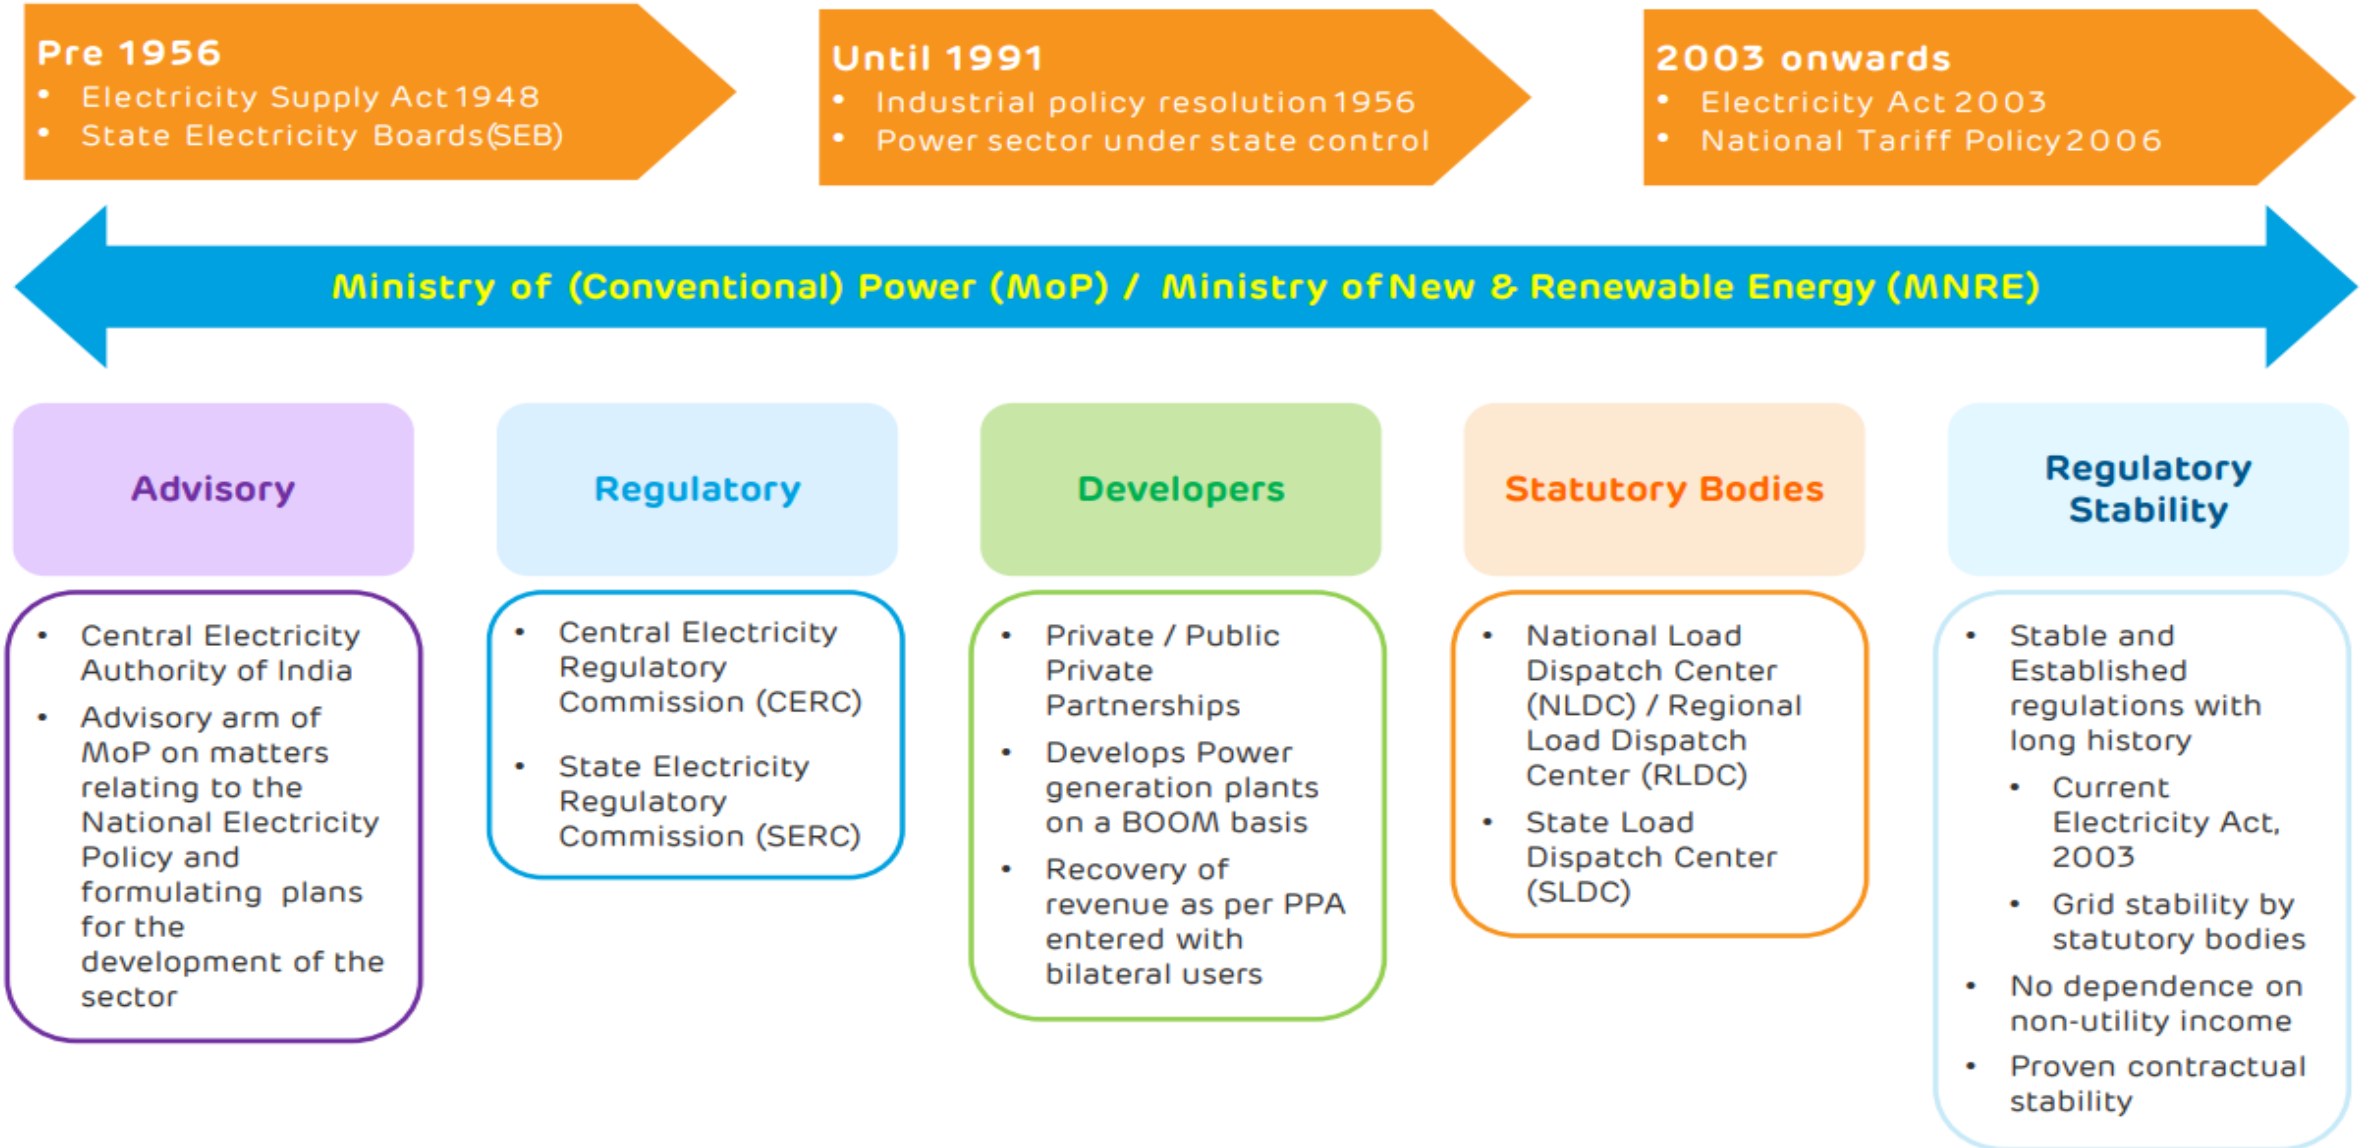 Pre 1956
• Electricity Supply Act 1948
• State Electricity Boards(SEB)
Until 1991
• Industrial policy resolution 1956
• Power sector under state control
2003 onwards
• Electricity Act 2003
• National Tariff Policy 2006
Ministry of (Conventional) Power (MoP) / Ministry of New & Renewable Energy (MNRE)
Advisory
• Central Electricity
Authority of India
• Advisory arm of
MoP on matters
relating to the
National Electricity
Policy and
formulating plans
for the
development of the
sector
Regulatory
• Central Electricity
Regulatory
Commission (CERC)
• State Electricity
Regulatory
Commission (SERC)
Developers
• Private / Public
Private
Partnerships
• Develops Power
generation plants
on a BOOM basis
• Recovery of
revenue as per PPA
entered with
bilateral users
Statutory Bodies
• National Load
Dispatch Center
(NLDC) / Regional
Load Dispatch
Center (RLDC)
• State Load
Dispatch Center
(SLDC)
Regulatory
Stability
• Stable and
Established
regulations with
long history
• Current
Electricity Act,
2003
• Grid stability by
statutory bodies
• No dependence on
non-utility income
• Proven contractual
stability